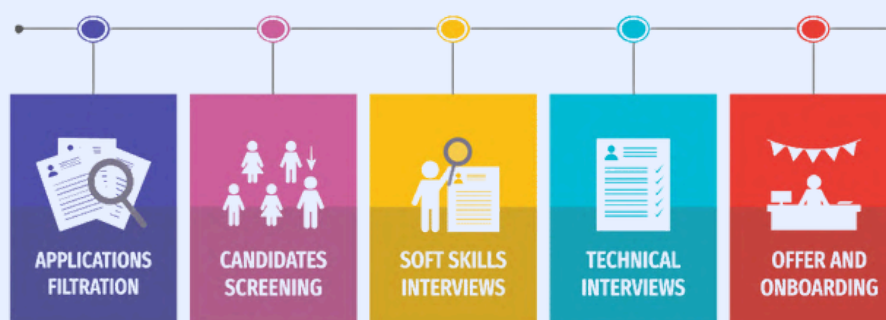 APPLICATIONS
FILTRATION
CANDIDATES
SCREENING
SOFT SKILLS
INTERVIEWS
TECHNICAL
INTERVIEWS
OFFER AND
ONBOARDING